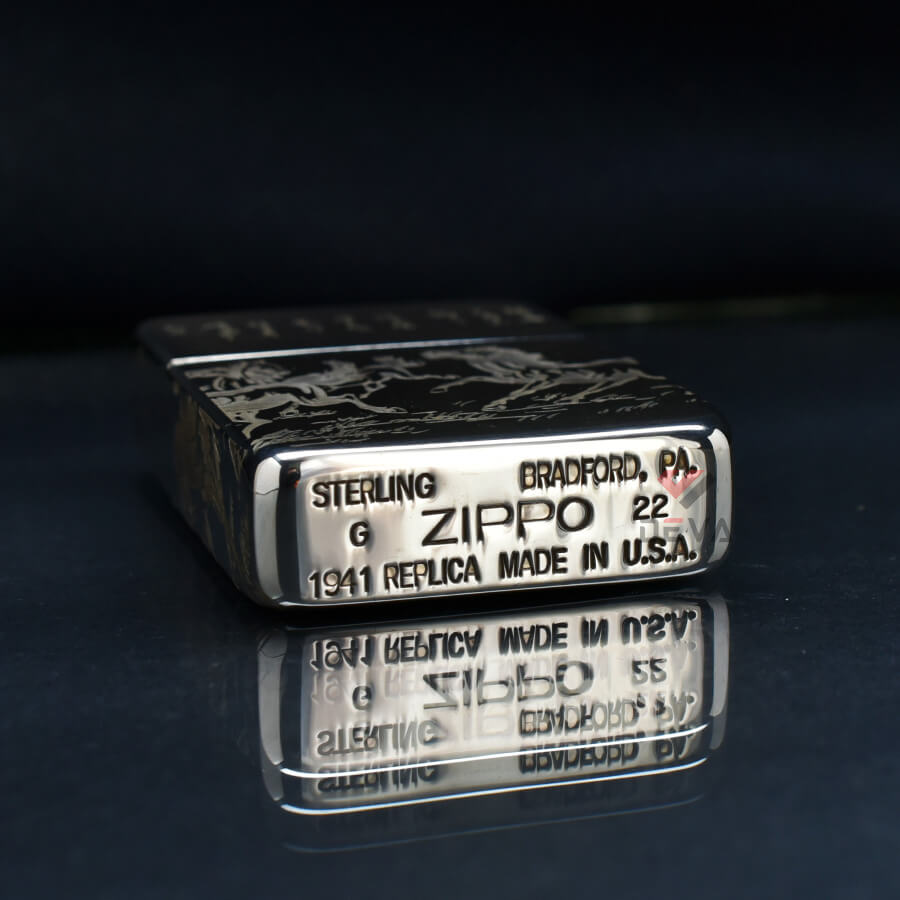 STERLING BRADFORD, PA.
G ZIPPO 22
1941 REPLICA MADE IN U.S.A.